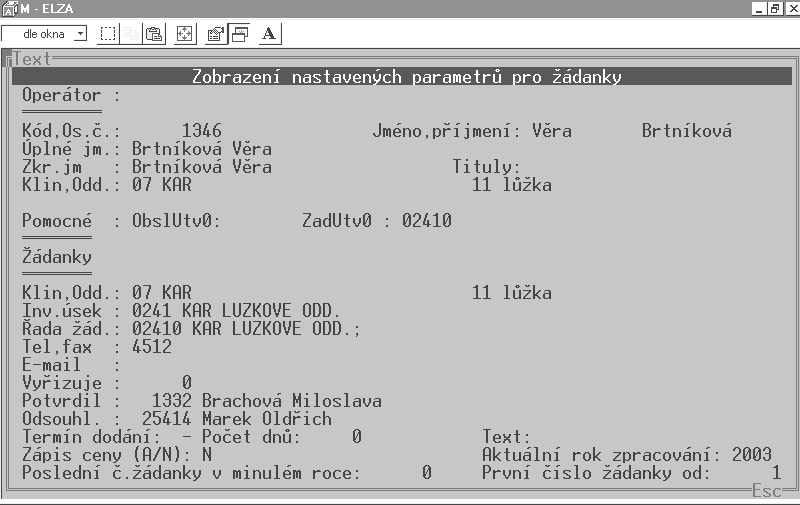 M - ELZA
dle okna
A
Text
Zobrazení nastavených parametrů pro žádanky
Operátor :
Kód,Os.č.: 1346 Jméno,příjmení: Věra Brtníková
Úplné jm.: Brtníková Věra
Zkr.jm : Brtníková Věra Tituly:
Klin,Odd.: 07 KAR 11 lůžka
Pomocné : ObslUtv0: ZadUtv0 : 02410
Žádanky
Klin,Odd.: 07 KAR 11 lůžka
Inv.úsek : 0241 KAR LUZKOVE ODD.
Řada žád.: 02410 KAR LUZKOVE ODD.;
Tel,fax : 4512
E-mail :
Vyřizuje : 0
Potvrdil : 1332 Brachová Miloslava
Odsouhl. : 25414 Marek Oldřich
Termín dodání: - Počet dnů: 0 Text:
Zápis ceny (A/N): N Aktuální rok zpracování: 2003
Poslední č.žádanky v minulém roce: 0 První číslo žádanky od: 1
Esc